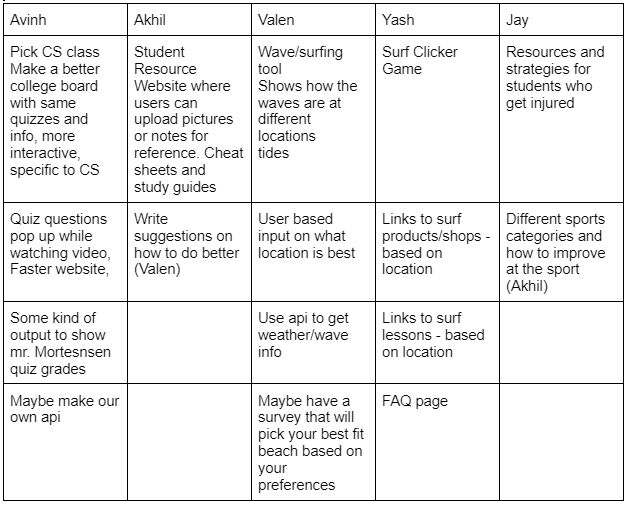 Avinh
Akhil
Valen
Yash
Jay
Pick CS class
Make a better
college board
with same
quizzes and
info, more
interactive,
specific to CS
Student
Resource
Website where
users can
upload pictures
or notes for
reference. Cheat
sheets and
study guides
Wave/surfing
tool
Shows how the
waves are at
different
locations
tides
Surf Clicker
Game
Resources and
strategies for
students who
get injured
Quiz questions
pop up while
watching video,
Faster website,
Write
suggestions on
how to do better
(Valen)
User based
input on what
location is best
Links to surf
products/shops -
based on
location
Different sports
categories and
how to improve
at the sport
(Akhil)
Some kind of
output to show
mr. Mortesnsen
quiz grades
Use api to get
weather/wave
info
Links to surf
lessons - based
on location
Maybe make our
own api
Maybe have a
survey that will
pick your best fit
beach based on
your
preferences
FAQ page